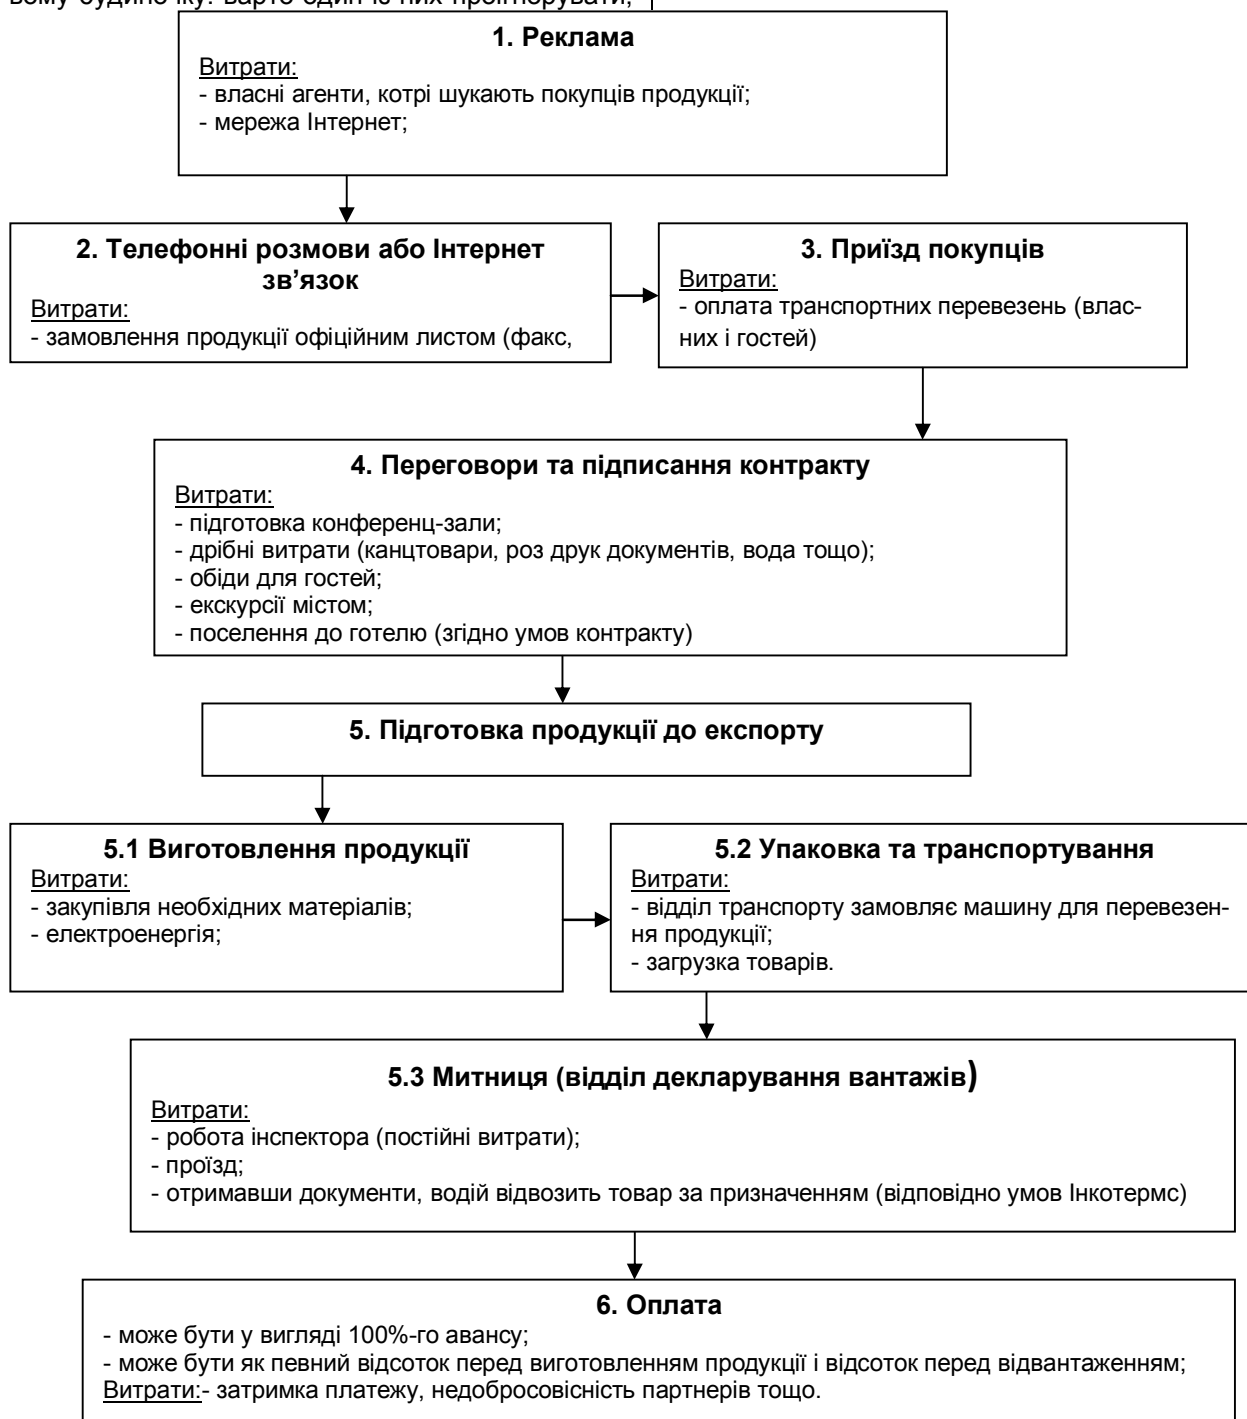 вому будиночку: варто один із них проігнорувати,
1. Реклама
Витрати:
- власні агенти, котрі шукають покупців продукції;
- мережа Інтернет;
2. Телефонні розмови або Інтернет
зв’язок
Витрати:
- замовлення продукції офіційним листом (факс,
3. Приїзд покупців
Витрати:
- оплата транспортних перевезень (влас-
них і гостей)
4. Переговори та підписання контракту
Витрати:
- підготовка конференц-зали;
- дрібні витрати (канцтовари, роз друк документів, вода тощо);
- обіди для гостей;
- екскурсії містом;
- поселення до готелю (згідно умов контракту)
5. Підготовка продукції до експорту
5.1 Виготовлення продукції
Витрати:
- закупівля необхідних матеріалів;
- електроенергія;
5.2 Упаковка та транспортування
Витрати:
- відділ транспорту замовляє машину для перевезен-
ня продукції;
- загрузка товарів.
5.3 Митниця (відділ декларування вантажів)
Витрати:
- робота інспектора (постійні витрати);
- проїзд;
- отримавши документи, водій відвозить товар за призначенням (відповідно умов Інкотермс)
6. Оплата
- може бути у вигляді 100%-го авансу;
- може бути як певний відсоток перед виготовленням продукції і відсоток перед відвантаженням;
Витрати:- затримка платежу, недобросовісність партнерів тощо.